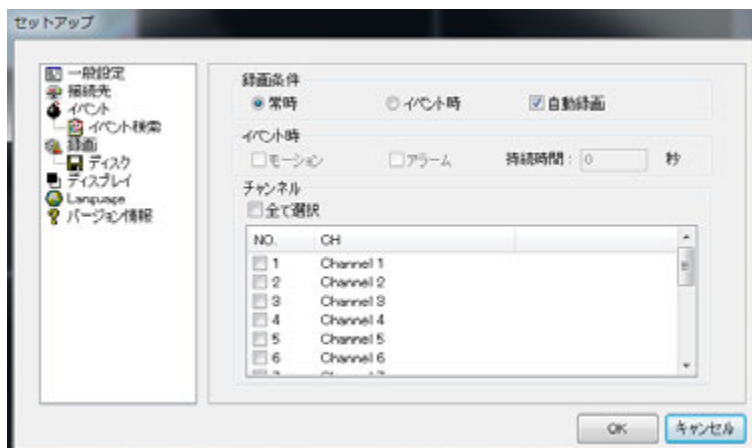 セットアップ
一般設定
接続先
イベント
イベント検索
録画
ディスク
ディスプレイ
Language
バージョン情報
録画条件
常時 イベント時 自動録画
イベント時
モーション アラーム 持続時間: 0 秒
チャンネル
全て選択
NO. CH
1 Channel 1
2 Channel 2
3 Channel 3
4 Channel 4
5 Channel 5
6 Channel 6
OK キャンセル